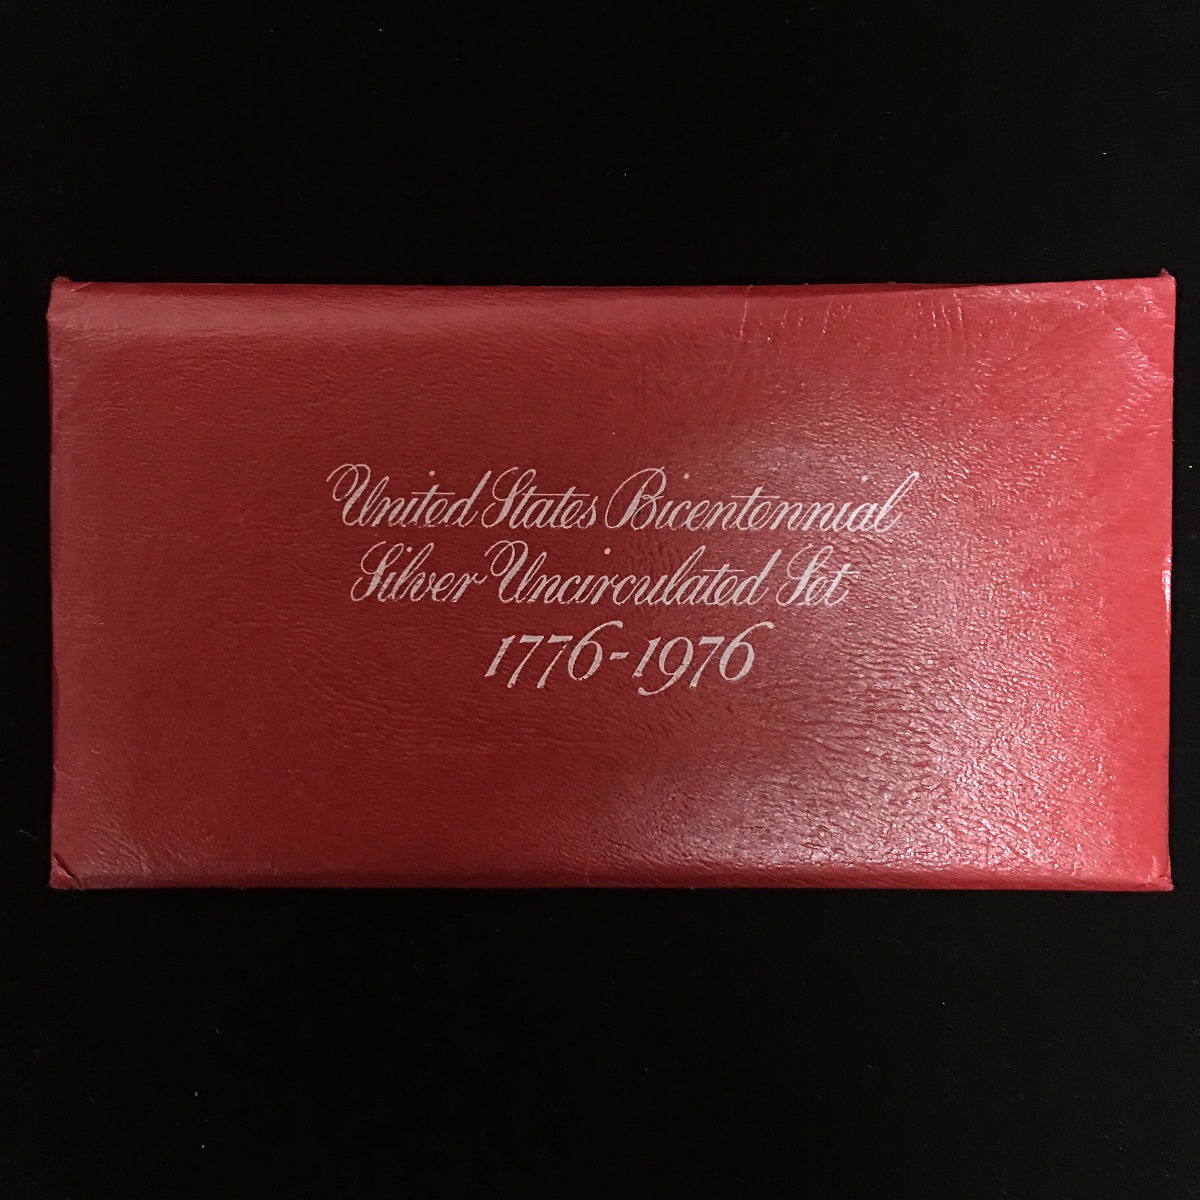 United States Bicentennial
Silver Uncirculated Set
1776-1976